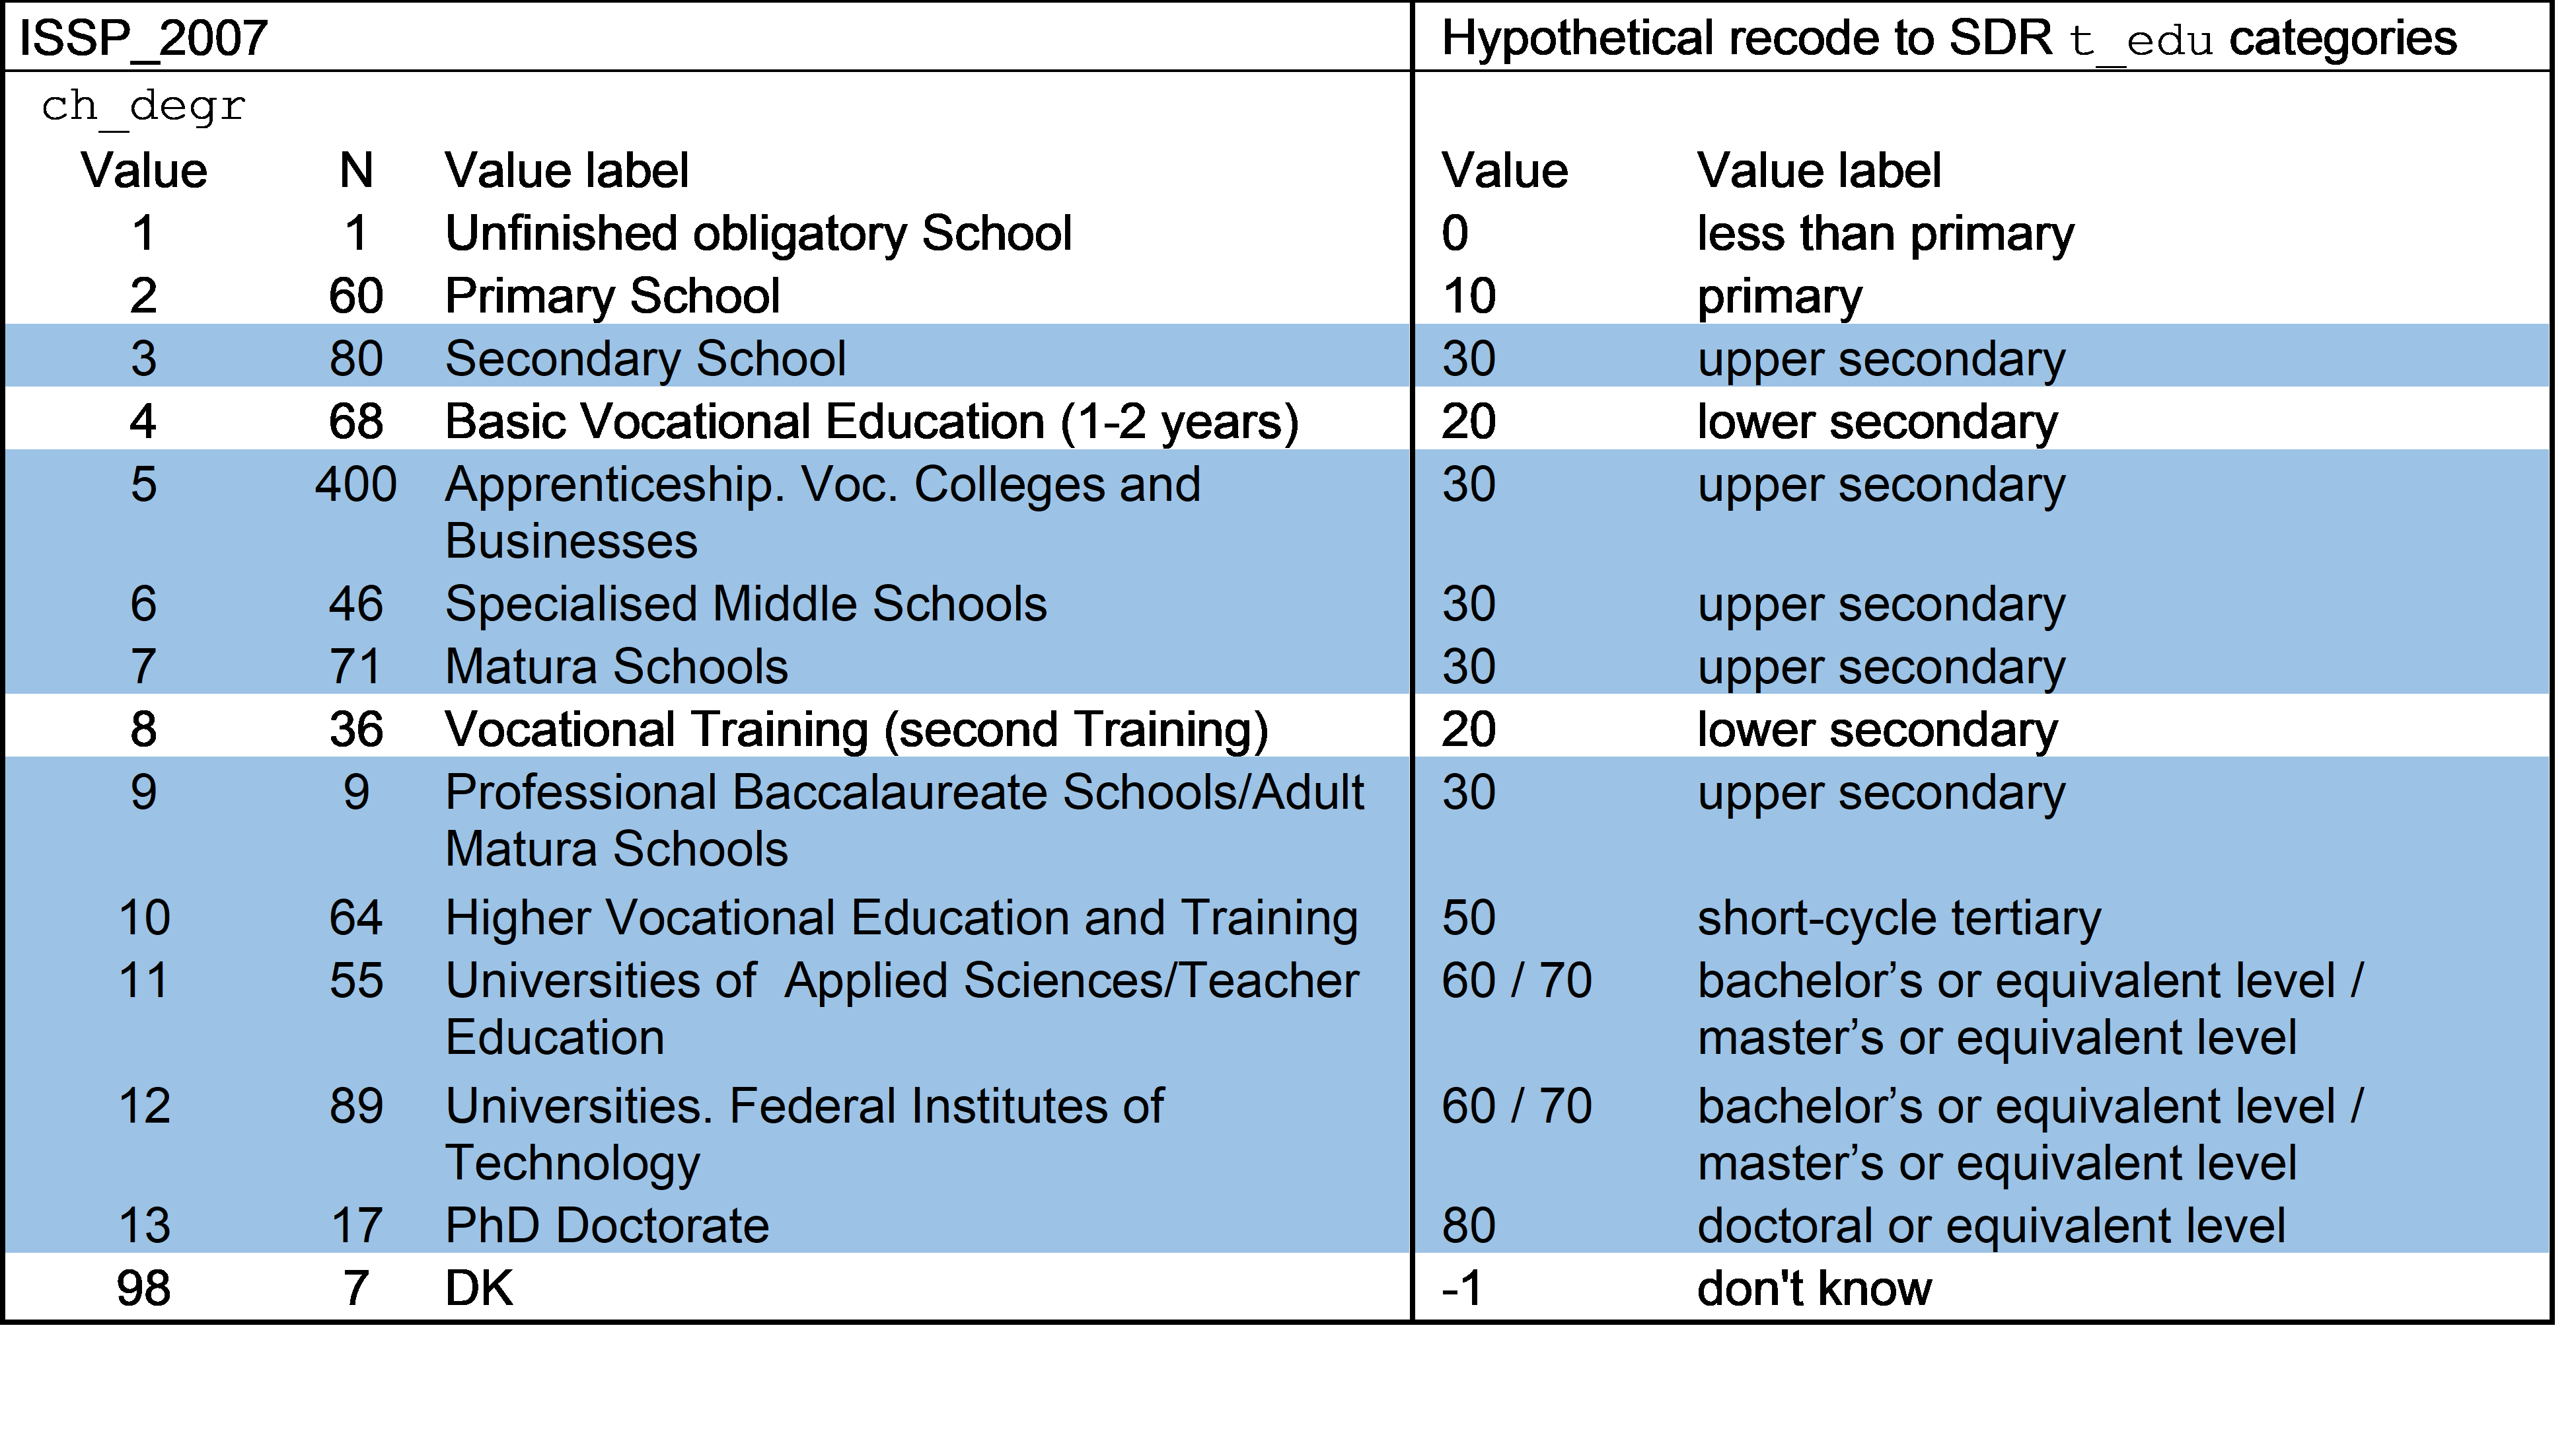 ISSP_2007 Hypothetical recode to SDR t_edu categories
ch_degr
Value N Value label Value Value label
1 1 Unfinished obligatory School 0 less than primary
2 60 Primary School 10 primary
3 80 Secondary School 30 upper secondary
4 68 Basic Vocational Education (1-2 years) 20 lower secondary
5 400 Apprenticeship. Voc. Colleges and 30 upper secondary
Businesses
6 46 Specialised Middle Schools 30 upper secondary
7 71 Matura Schools 30 upper secondary
8 36 Vocational Training (second Training) 20 lower secondary
9 9 Professional Baccalaureate Schools/Adult 30 upper secondary
Matura Schools
10 64 Higher Vocational Education and Training 50 short-cycle tertiary
11 55 Universities of  Applied Sciences/Teacher 60 / 70 bachelor’s or equivalent level /
Education master’s or equivalent level
12 89 Universities. Federal Institutes of 60 / 70 bachelor’s or equivalent level /
Technology master’s or equivalent level
13 17 PhD Doctorate 80 doctoral or equivalent level
98 7 DK -1 don't know